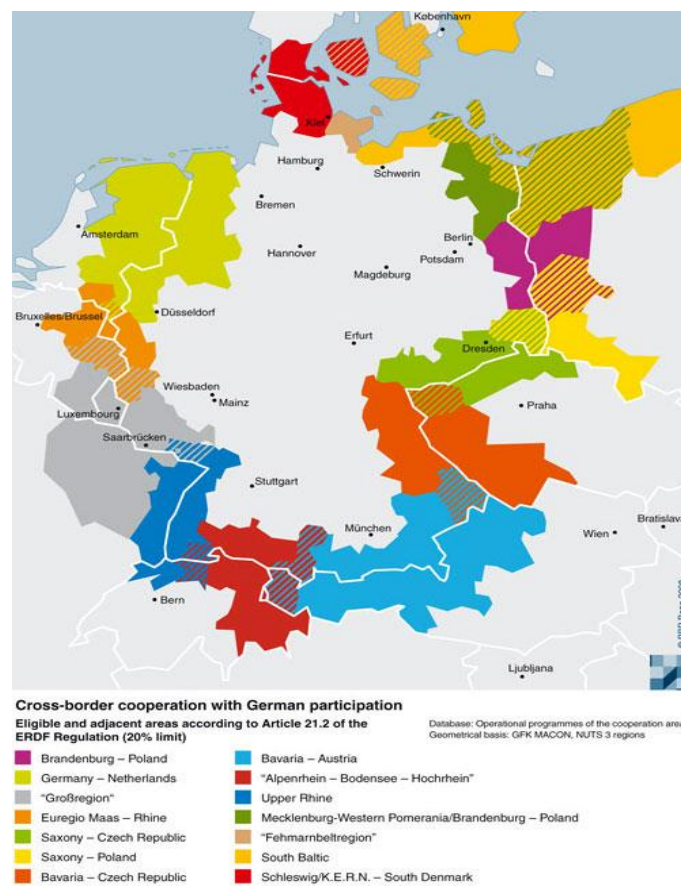 København
Kiel
Hamburg
Schwerin
Bremen
Amsterdam
Berlin
Hannover
Potsdam
Magdeburg
Bruxelles/Brussel
Düsseldorf
Erfurt
Dresden
Wiesbaden
Mainz
Praha
Luxembourg
Saarbrücken
Stuttgart
München
Wien
Bratislava
Bern
Ljubljana
Cross-border cooperation with German participation
Eligible and adjacent areas according to Article 21.2 of the
ERDF Regulation (20% limit)
Database: Operational programmes of the cooperation area
Geometrical basis: GFK MACON, NUTS 3 regions
Brandenburg – Poland
Germany – Netherlands
"Großregion"
Euregio Maas – Rhine
Saxony – Czech Republic
Saxony – Poland
Bavaria – Czech Republic
Bavaria – Austria
"Alpenrhein – Bodensee – Hochrhein"
Upper Rhine
Mecklenburg-Western Pomerania/Brandenburg – Poland
"Fehmarnbeltregion"
South Baltic
Schleswig/K.E.R.N. – South Denmark